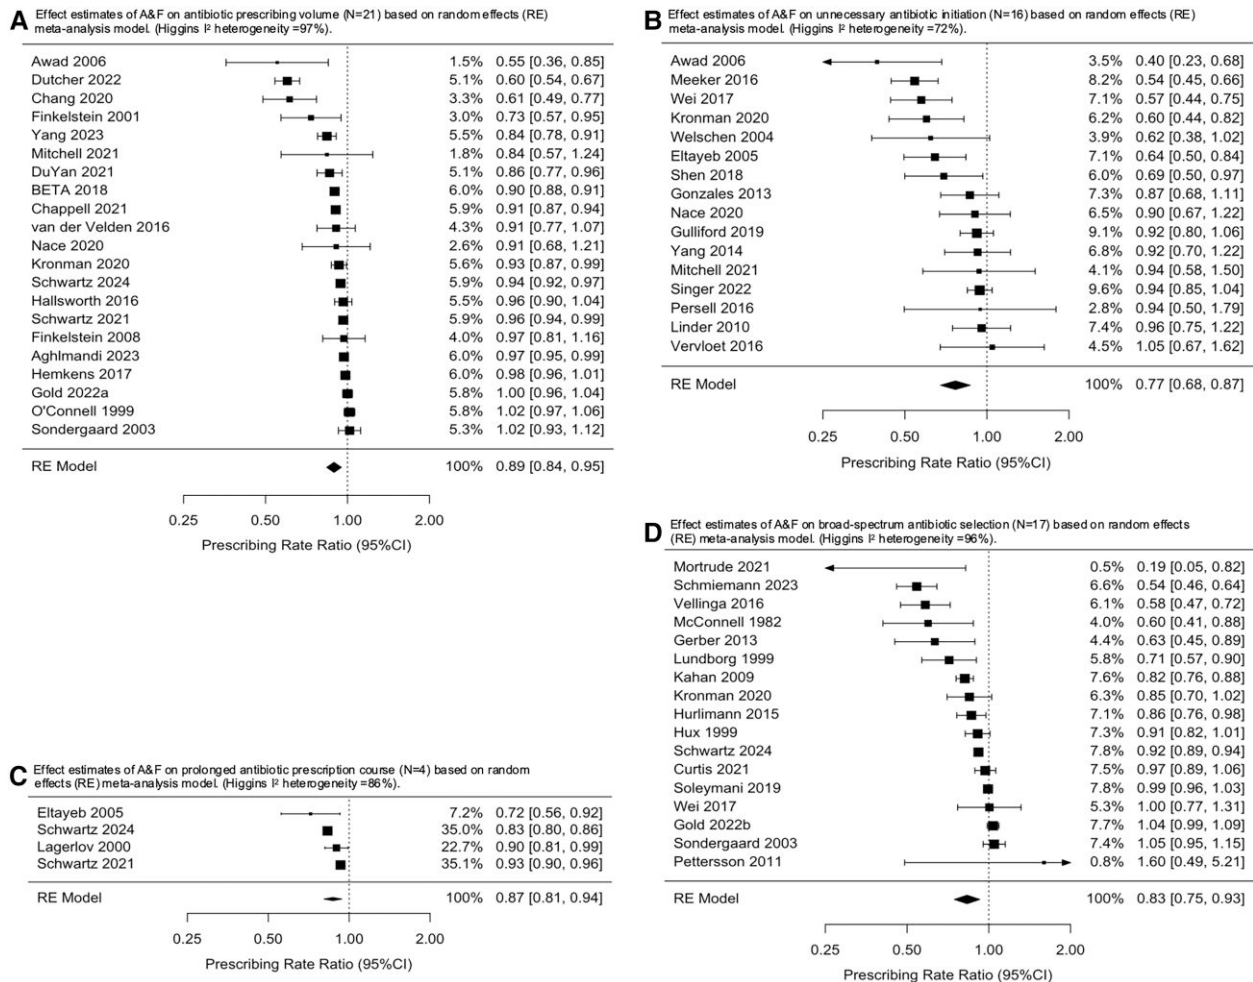 A Effect estimates of A&F on antibiotic prescribing volume (N=21) based on random effects (RE)
meta-analysis model. (Higgins I² heterogeneity =97%).
Awad 2006 1.5% 0.55 [0.36, 0.85]
Dutcher 2022 5.1% 0.60 [0.54, 0.67]
Chang 2020 3.3% 0.61 [0.49, 0.77]
Finkelstein 2001 3.0% 0.73 [0.57, 0.95]
Yang 2023 5.5% 0.84 [0.78, 0.91]
Mitchell 2021 1.8% 0.84 [0.57, 1.24]
DuYan 2021 5.1% 0.86 [0.77, 0.96]
BETA 2018 6.0% 0.90 [0.88, 0.91]
Chappell 2021 5.9% 0.91 [0.87, 0.94]
van der Velden 2016 4.3% 0.91 [0.77, 1.07]
Nace 2020 2.6% 0.91 [0.68, 1.21]
Kronman 2020 5.6% 0.93 [0.87, 0.99]
Schwartz 2024 5.9% 0.94 [0.92, 0.97]
Hallsworth 2016 5.5% 0.96 [0.90, 1.04]
Schwartz 2021 5.9% 0.96 [0.94, 0.99]
Finkelstein 2008 4.0% 0.97 [0.81, 1.16]
Aghlmandi 2023 6.0% 0.97 [0.95, 0.99]
Hemkens 2017 6.0% 0.98 [0.96, 1.01]
Gold 2022a 5.8% 1.00 [0.96, 1.04]
O'Connell 1999 5.8% 1.02 [0.97, 1.06]
Sondergaard 2003 5.3% 1.02 [0.93, 1.12]
RE Model 100% 0.89 [0.84, 0.95]
0.25 0.50 1.00 2.00
Prescribing Rate Ratio (95%CI)
B Effect estimates of A&F on unnecessary antibiotic initiation (N=16) based on random effects (RE)
meta-analysis model. (Higgins I² heterogeneity =72%).
Awad 2006 3.5% 0.40 [0.23, 0.68]
Meeker 2016 8.2% 0.54 [0.45, 0.66]
Wei 2017 7.1% 0.57 [0.44, 0.75]
Kronman 2020 6.2% 0.60 [0.44, 0.82]
Welschen 2004 3.9% 0.62 [0.38, 1.02]
Eltayeb 2005 7.1% 0.64 [0.50, 0.84]
Shen 2018 6.0% 0.69 [0.50, 0.97]
Gonzales 2013 7.3% 0.87 [0.68, 1.11]
Nace 2020 6.5% 0.90 [0.67, 1.22]
Gulliford 2019 9.1% 0.92 [0.80, 1.06]
Yang 2014 6.8% 0.92 [0.70, 1.22]
Mitchell 2021 4.1% 0.94 [0.58, 1.50]
Singer 2022 9.6% 0.94 [0.85, 1.04]
Persell 2016 2.8% 0.94 [0.50, 1.79]
Linder 2010 7.4% 0.96 [0.75, 1.22]
Vervloet 2016 4.5% 1.05 [0.67, 1.62]
RE Model 100% 0.77 [0.68, 0.87]
0.25 0.50 1.00 2.00
Prescribing Rate Ratio (95%CI)
C Effect estimates of A&F on prolonged antibiotic prescription course (N=4) based on random
effects (RE) meta-analysis model. (Higgins I² heterogeneity =86%).
Eltayeb 2005 7.2% 0.72 [0.56, 0.92]
Schwartz 2024 35.0% 0.83 [0.80, 0.86]
Lagerlov 2000 22.7% 0.90 [0.81, 0.99]
Schwartz 2021 35.1% 0.93 [0.90, 0.96]
RE Model 100% 0.87 [0.81, 0.94]
0.25 0.50 1.00 2.00
Prescribing Rate Ratio (95%CI)
D Effect estimates of A&F on broad-spectrum antibiotic selection (N=17) based on random effects
(RE) meta-analysis model. (Higgins I² heterogeneity =96%).
Mortrude 2021 0.5% 0.19 [0.05, 0.82]
Schmiemann 2023 6.6% 0.54 [0.46, 0.64]
Vellinga 2016 6.1% 0.58 [0.47, 0.72]
McConnell 1982 4.0% 0.60 [0.41, 0.88]
Gerber 2013 4.4% 0.63 [0.45, 0.89]
Lundborg 1999 5.8% 0.71 [0.57, 0.90]
Kahan 2009 7.6% 0.82 [0.76, 0.88]
Kronman 2020 6.3% 0.85 [0.70, 1.02]
Hurlimann 2015 7.1% 0.86 [0.76, 0.98]
Hux 1999 7.3% 0.91 [0.82, 1.01]
Schwartz 2024 7.8% 0.92 [0.89, 0.94]
Curtis 2021 7.5% 0.97 [0.89, 1.06]
Soleymani 2019 7.8% 0.99 [0.96, 1.03]
Wei 2017 5.3% 1.00 [0.77, 1.31]
Gold 2022b 7.7% 1.04 [0.99, 1.09]
Sondergaard 2003 7.4% 1.05 [0.95, 1.15]
Pettersson 2011 0.8% 1.60 [0.49, 5.21]
RE Model 100% 0.83 [0.75, 0.93]
0.25 0.50 1.00 2.00
Prescribing Rate Ratio (95%CI)